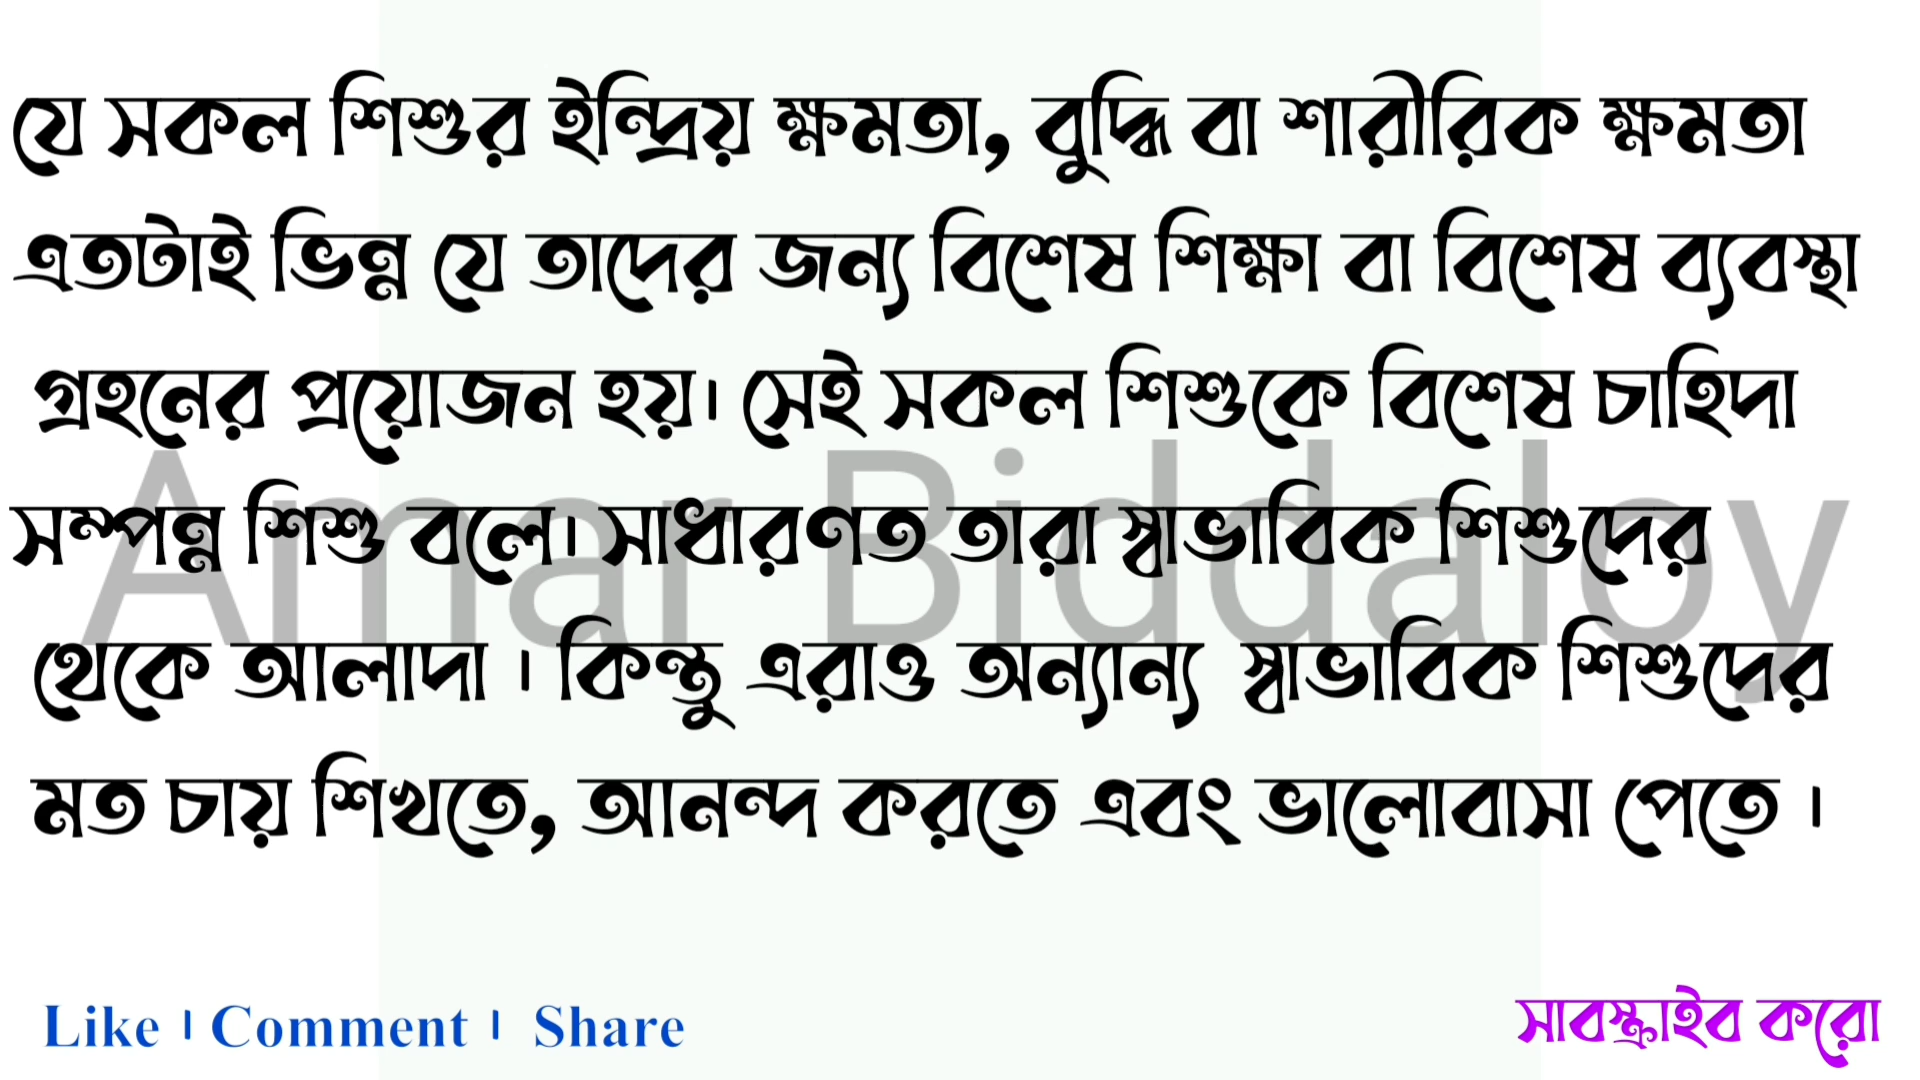 যে সকল শিশুর ইন্দ্রিয় ক্ষমতা, বুদ্ধি বা শারীরিক ক্ষমতা
এতটাই ভিন্ন যে তাদের জন্য বিশেষ শিক্ষা বা বিশেষ ব্যবস্থা
গ্রহনের প্রয়োজন হয়। সেই সকল শিশুকে বিশেষ চাহিদা
সম্পন্ন শিশু বলে। সাধারণত তারা স্বাভাবিক শিশুদের
Amar Biddaloy
থেকে আলাদা । কিন্তু এরাও অন্যান্য স্বাভাবিক শিশুদের
মত চায় শিখতে, আনন্দ করতে এবং ভালোবাসা পেতে ।
Like । Comment । Share
সাবস্ক্রাইব করো